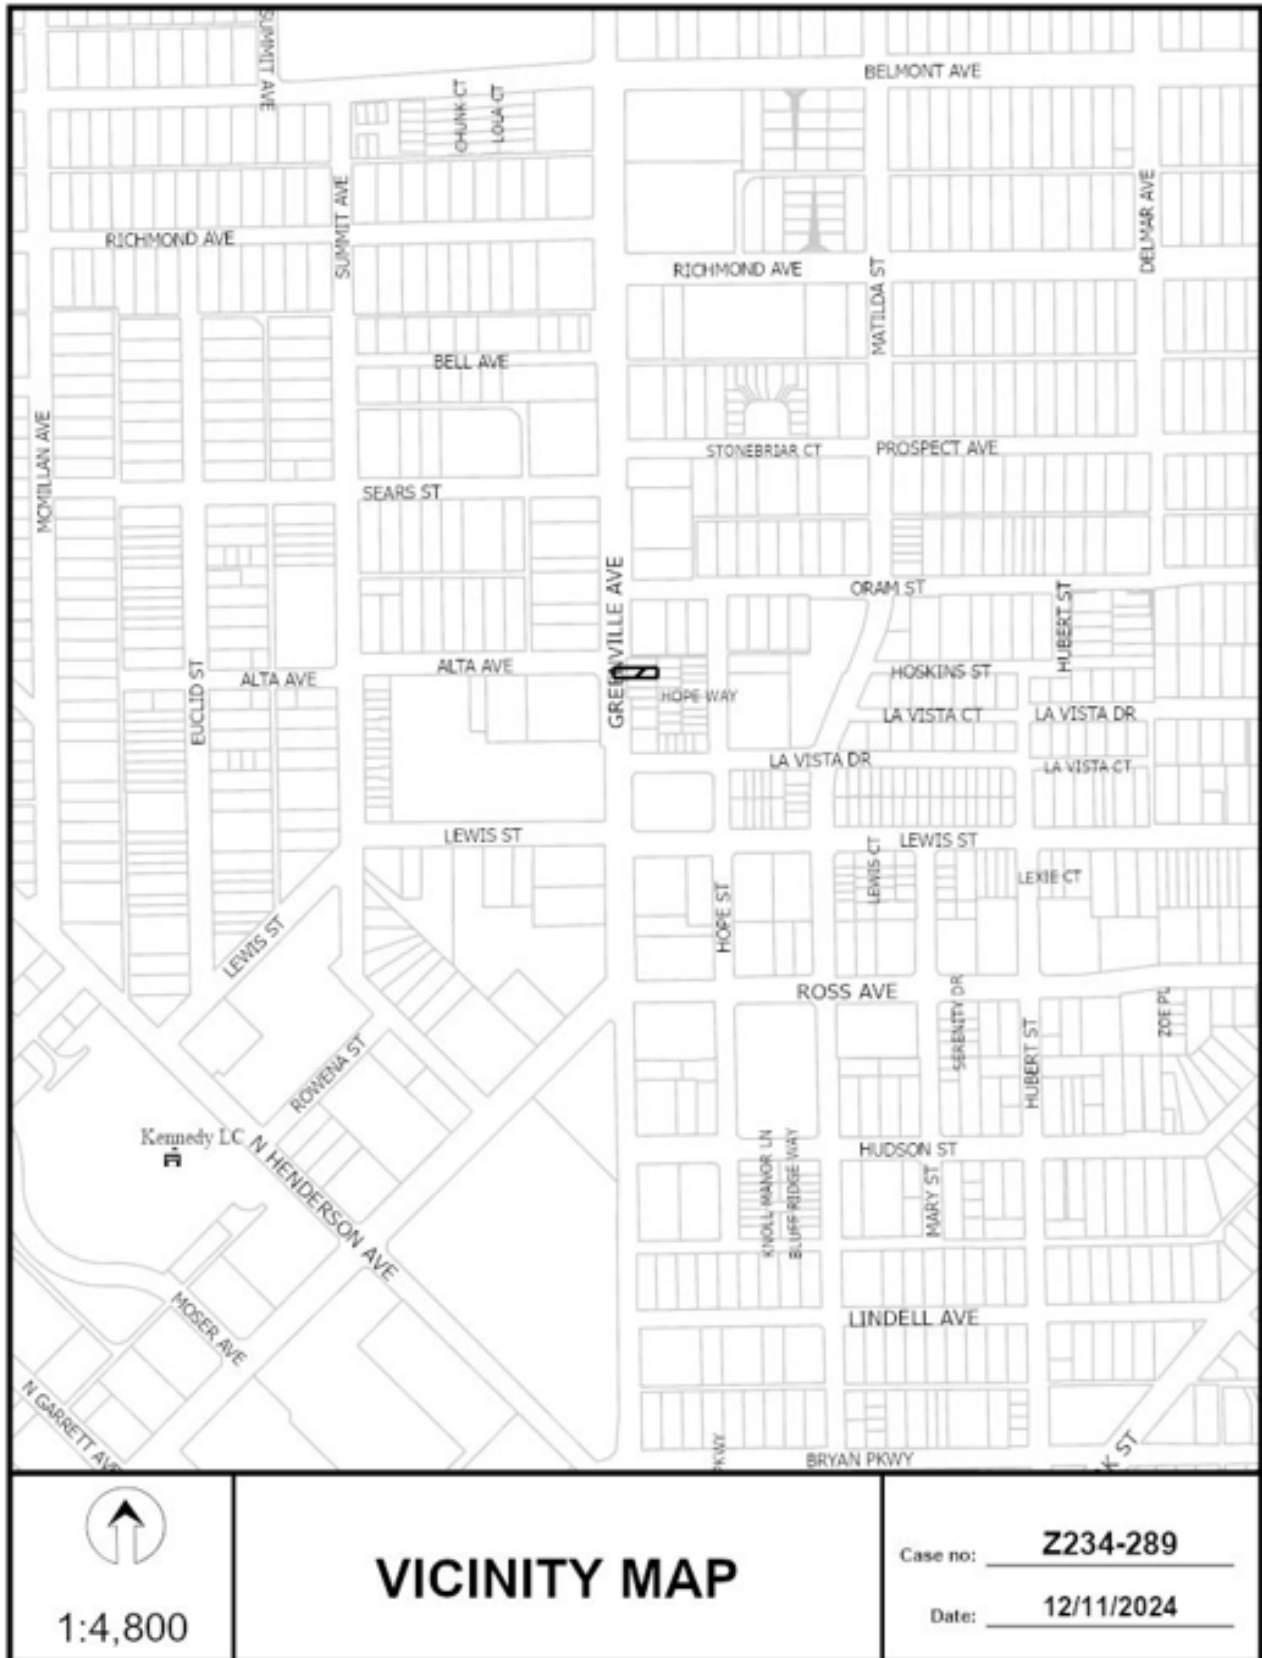 SUMMIT AVE
BELMONT AVE
CHUNK CT
LOLA CT
SUMMIT AVE
DELMAR AVE
RICHMOND AVE
RICHMOND AVE
MATILDA ST
BELL AVE
MCMILLAN AVE
STONEBRIAR CT
PROSPECT AVE
SEARS ST
GREENVILLE AVE
ORAM ST
HUBERT ST
EUCLID ST
ALTA AVE
ALTA AVE
HOSKINS ST
HOPE WAY
LA VISTA CT
LA VISTA DR
LA VISTA DR
LA VISTA CT
LEWIS ST
LEWIS ST
LEWIS CT
LEXIE CT
HOPE ST
LEWIS ST
ROSS AVE
SERENITY DR
ZOE PL
HUBERT ST
ROWENA ST
Kennedy LC
N HENDERSON AVE
KNOLL MANOR LN
BLUFF RIDGE WAY
HUDSON ST
MARY ST
MOSER AVE
LINDELL AVE
N GARRETT AVE
PKWY
BRYAN PKWY
K ST
1:4,800
VICINITY MAP
Case no: Z234-289
Date: 12/11/2024